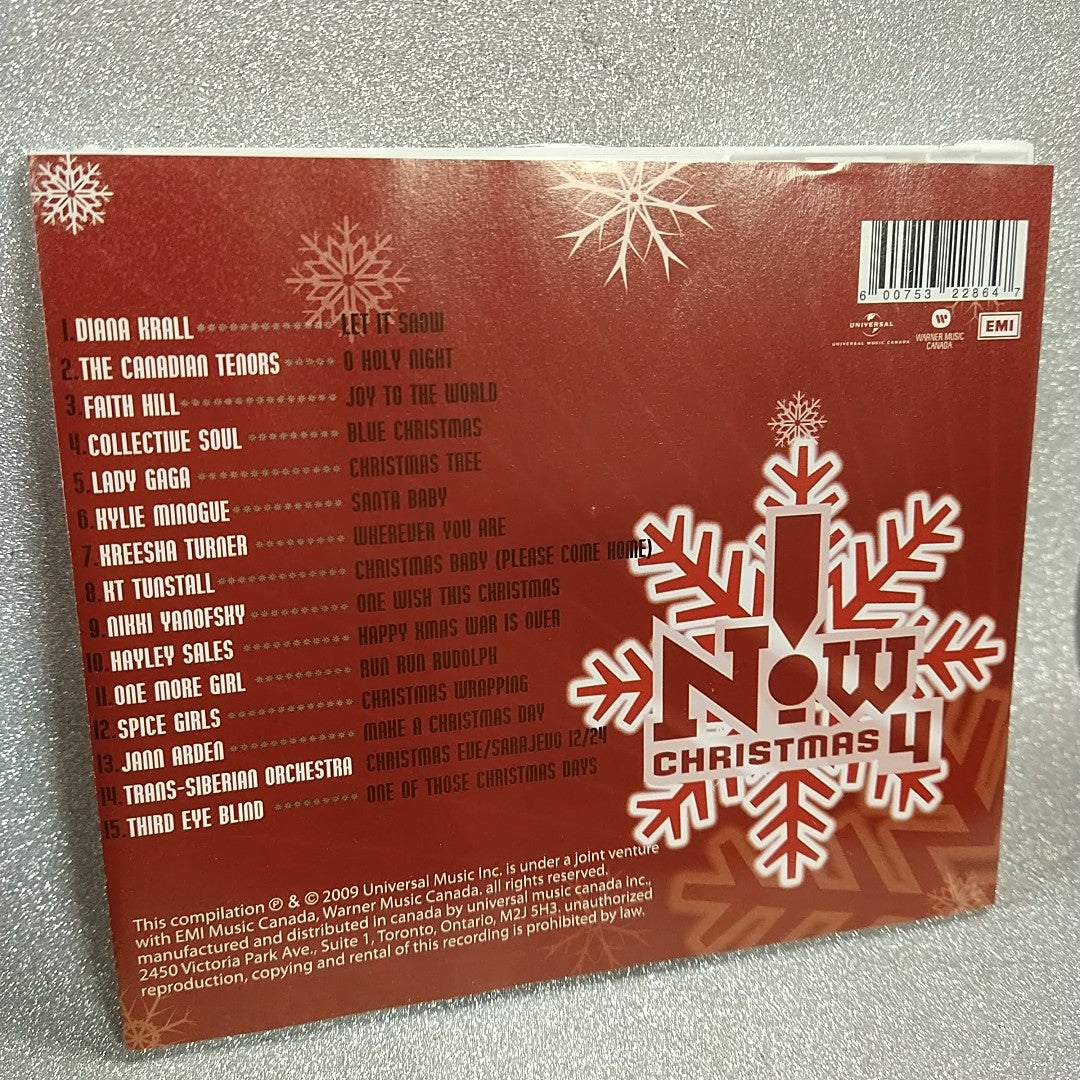 1. DIANA KRALL LET IT SNOW
2. THE CANADIAN TENORS O HOLY NIGHT
3. FAITH HILL JOY TO THE WORLD
4. COLLECTIVE SOUL BLUE CHRISTMAS
5. LADY GAGA CHRISTMAS TREE
6. KYLIE MINOGUE SANTA BABY
7. KREESHA TURNER WHEREVER YOU ARE
8. KT TUNSTALL CHRISTMAS BABY (PLEASE COME HOME)
9. NIKKI YANOFSKY ONE WISH THIS CHRISTMAS
10. HAYLEY SALES HAPPY XMAS WAR IS OVER
11. ONE MORE GIRL RUN RUN RUDOLPH
12. SPICE GIRLS CHRISTMAS WRAPPING
13. JANN ARDEN MAKE A CHRISTMAS DAY
14. TRANS-SIBERIAN ORCHESTRA CHRISTMAS EVE/SARAJEVO 12/24
15. THIRD EYE BLIND ONE OF THOSE CHRISTMAS DAYS
6 00753 22864 7
UNIVERSAL
UNIVERSAL MUSIC CANADA
WARNER MUSIC
CANADA
EMI
N!W
CHRISTMAS 4
This compilation ℗ & © 2009 Universal Music Inc. is under a joint venture
with EMI Music Canada, Warner Music Canada. all rights reserved.
manufactured and distributed in canada by universal music canada inc.,
2450 Victoria Park Ave., Suite 1, Toronto, Ontario, M2J 5H3. unauthorized
reproduction, copying and rental of this recording is prohibited by law.